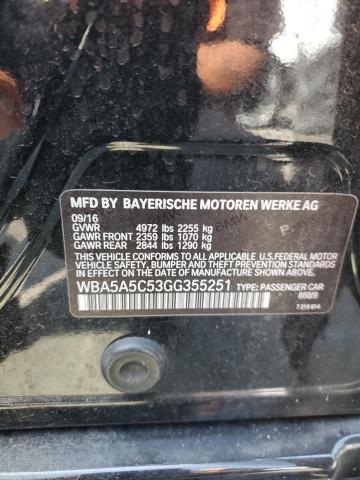 MFD BY BAYERISCHE MOTOREN WERKE AG
09/16
GVWR 4972 lbs 2255 kg
GAWR FRONT 2359 lbs 1070 kg
GAWR REAR 2844 lbs 1290 kg
THIS VEHICLE CONFORMS TO ALL APPLICABLE U.S. FEDERAL MOTOR
VEHICLE SAFETY, BUMPER AND THEFT PREVENTION STANDARDS IN
EFFECT ON THE DATE OF MANUFACTURE SHOWN ABOVE.
WBA5A5C53GG355251 TYPE: PASSENGER CAR
668/9